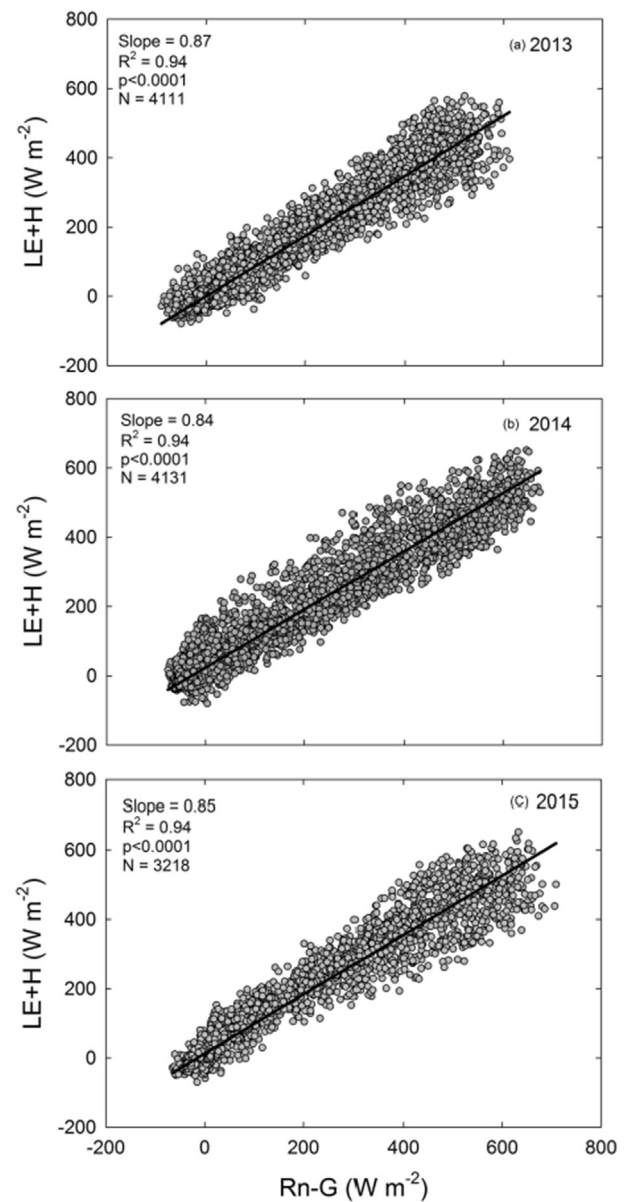 800
600
400
200
0
-200
LE+H (W m⁻²)
Slope = 0.87
R² = 0.94
p<0.0001
N = 4111
(a) 2013
800
600
400
200
0
-200
LE+H (W m⁻²)
Slope = 0.84
R² = 0.94
p<0.0001
N = 4131
(b) 2014
800
600
400
200
0
-200
LE+H (W m⁻²)
Slope = 0.85
R² = 0.94
p<0.0001
N = 3218
(C) 2015
-200 0 200 400 600 800
Rn-G (W m⁻²)